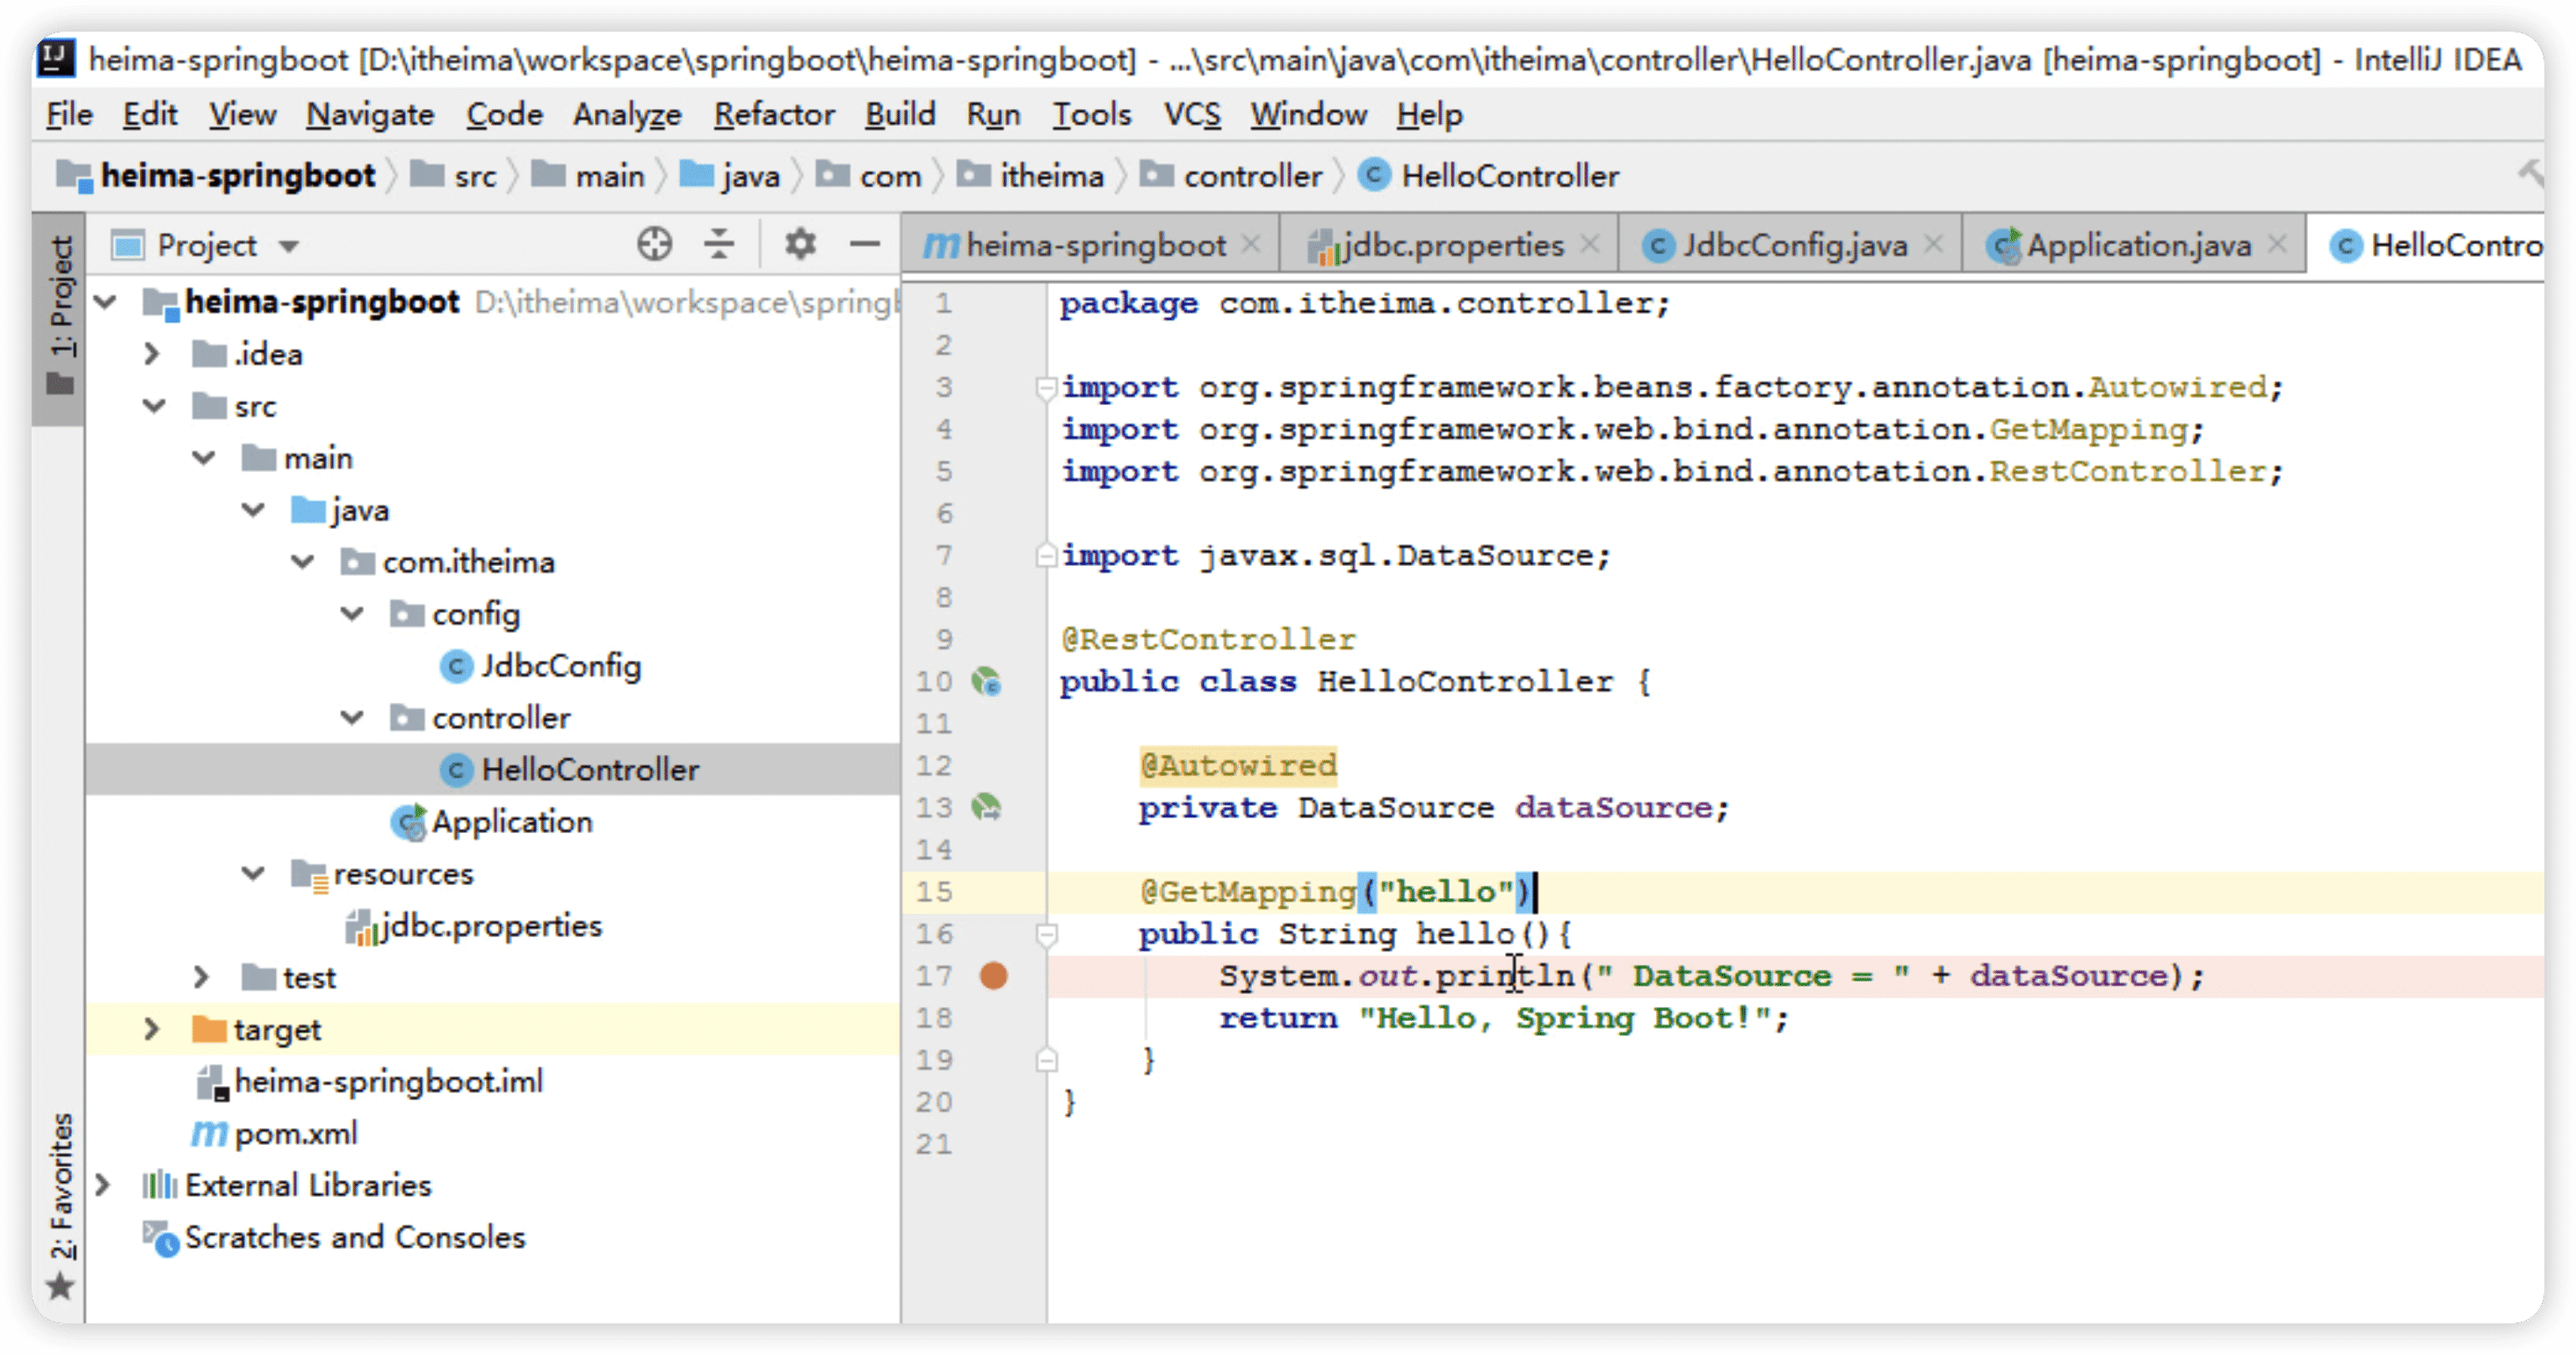 heima-springboot [D:\itheima\workspace\springboot\heima-springboot] - ...\src\main\java\com\itheima\controller\HelloController.java [heima-springboot] - IntelliJ IDEA
File Edit View Navigate Code Analyze Refactor Build Run Tools VCS Window Help
heima-springboot src main java com itheima controller HelloController
1: Project
2: Favorites
Project
heima-springboot D:\itheima\workspace\springb
.idea
src
main
java
com.itheima
config
JdbcConfig
controller
HelloController
Application
resources
jdbc.properties
test
target
heima-springboot.iml
pom.xml
External Libraries
Scratches and Consoles
heima-springboot jdbc.properties JdbcConfig.java Application.java HelloContro
1 package com.itheima.controller;
2
3 import org.springframework.beans.factory.annotation.Autowired;
4 import org.springframework.web.bind.annotation.GetMapping;
5 import org.springframework.web.bind.annotation.RestController;
6
7 import javax.sql.DataSource;
8
9 @RestController
10 public class HelloController {
11
12 @Autowired
13 private DataSource dataSource;
14
15 @GetMapping("hello")
16 public String hello(){
17 System.out.println(" DataSource = " + dataSource);
18 return "Hello, Spring Boot!";
19 }
20 }
21